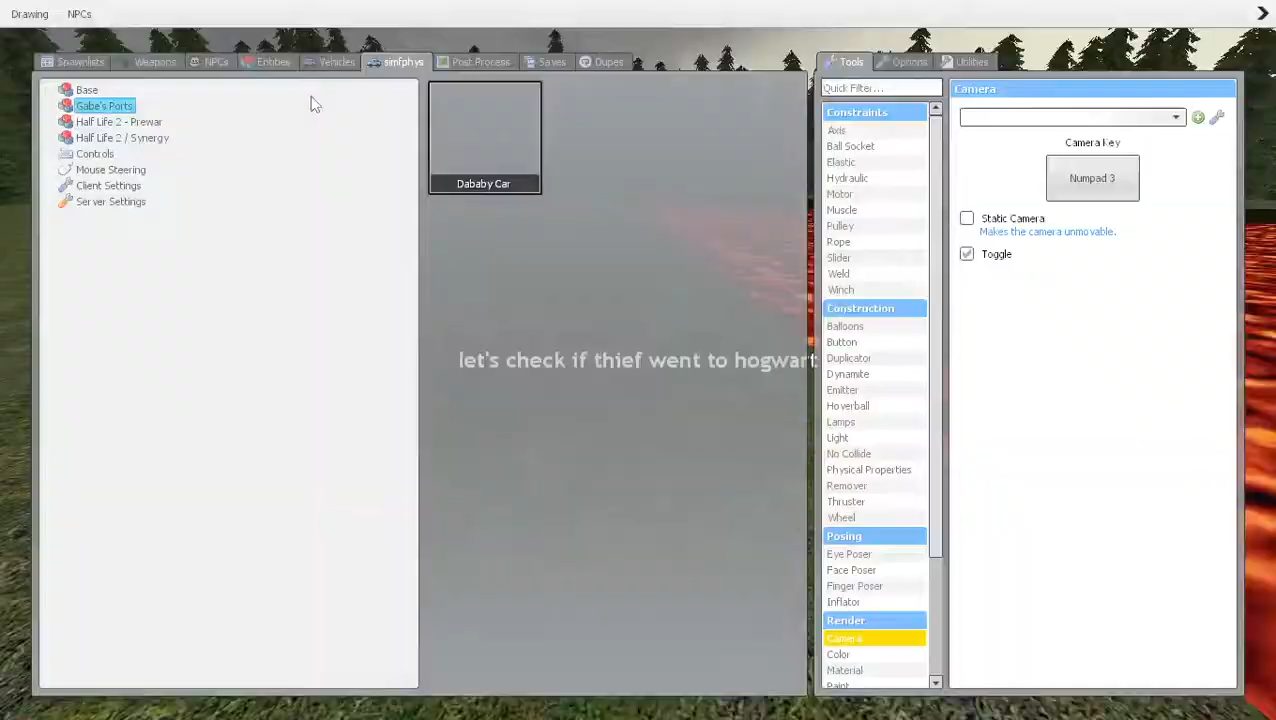 Drawing NPCs
Spawnlists Weapons NPCs Entities Vehicles simfphys Post Process Saves Dupes
Base
Gabe's Ports
Half Life 2 - Prewar
Half Life 2 / Synergy
Controls
Mouse Steering
Client Settings
Server Settings
Dababy Car
let's check if thief went to hogwart
Tools Options Utilities
Quick Filter...
Constraints
Axis
Ball Socket
Elastic
Hydraulic
Motor
Muscle
Pulley
Rope
Slider
Weld
Winch
Construction
Balloons
Button
Duplicator
Dynamite
Emitter
Hoverball
Lamps
Light
No Collide
Physical Properties
Remover
Thruster
Wheel
Posing
Eye Poser
Face Poser
Finger Poser
Inflator
Render
Camera
Color
Material
Paint
Camera
Camera Key
Numpad 3
Static Camera
Makes the camera unmovable.
Toggle